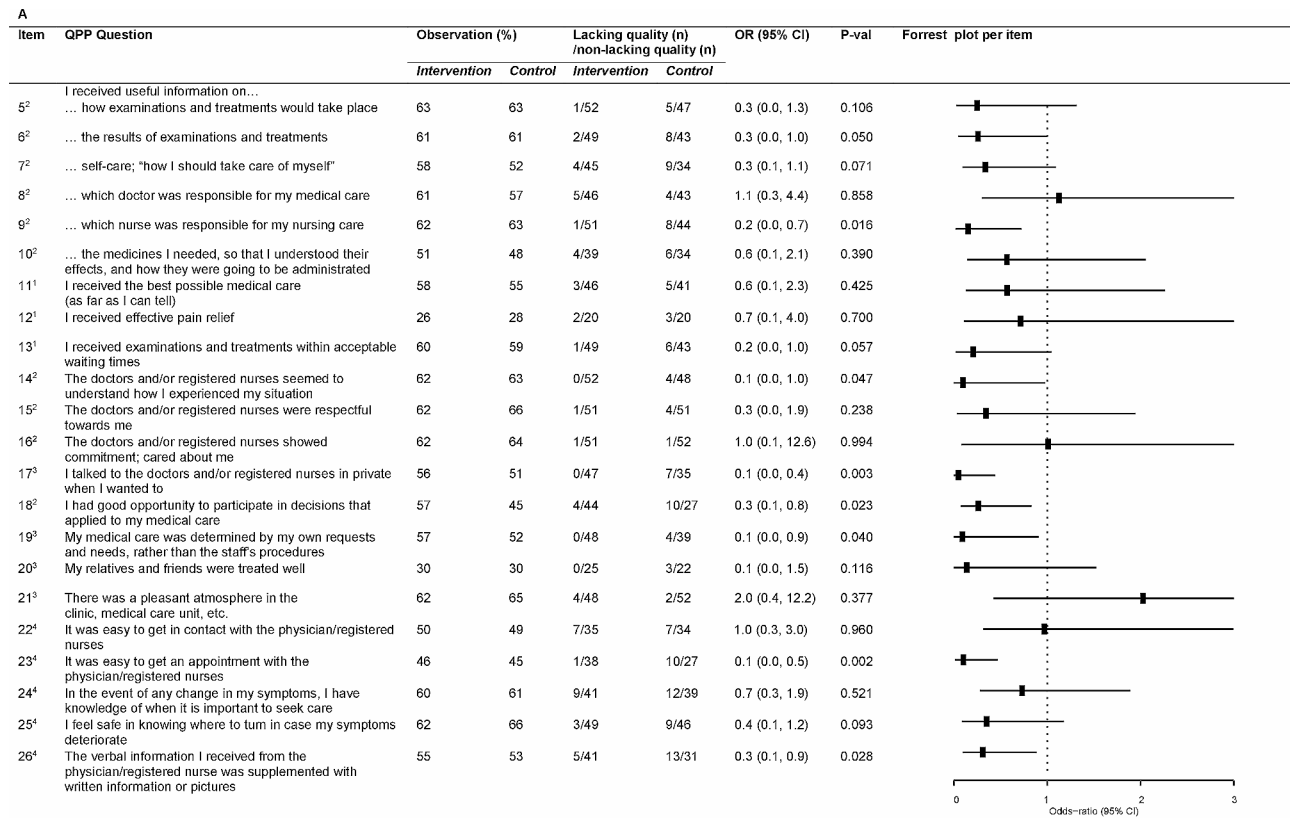 A
Item QPP Question Observation (%) Lacking quality (n) OR (95% CI) P-val Forrest plot per item
/non-lacking quality (n)
Intervention Control Intervention Control
I received useful information on…
5² … how examinations and treatments would take place 63 63 1/52 5/47 0.3 (0.0, 1.3) 0.106
6² … the results of examinations and treatments 61 61 2/49 8/43 0.3 (0.0, 1.0) 0.050
7² … self-care; “how I should take care of myself” 58 52 4/45 9/34 0.3 (0.1, 1.1) 0.071
8² … which doctor was responsible for my medical care 61 57 5/46 4/43 1.1 (0.3, 4.4) 0.858
9² … which nurse was responsible for my nursing care 62 63 1/51 8/44 0.2 (0.0, 0.7) 0.016
10² … the medicines I needed, so that I understood their 51 48 4/39 6/34 0.6 (0.1, 2.1) 0.390
effects, and how they were going to be administrated
11¹ I received the best possible medical care 58 55 3/46 5/41 0.6 (0.1, 2.3) 0.425
(as far as I can tell)
12¹ I received effective pain relief 26 28 2/20 3/20 0.7 (0.1, 4.0) 0.700
13¹ I received examinations and treatments within acceptable 60 59 1/49 6/43 0.2 (0.0, 1.0) 0.057
waiting times
14² The doctors and/or registered nurses seemed to 62 63 0/52 4/48 0.1 (0.0, 1.0) 0.047
understand how I experienced my situation
15² The doctors and/or registered nurses were respectful 62 66 1/51 4/51 0.3 (0.0, 1.9) 0.238
towards me
16² The doctors and/or registered nurses showed 62 64 1/51 1/52 1.0 (0.1, 12.6) 0.994
commitment; cared about me
17³ I talked to the doctors and/or registered nurses in private 56 51 0/47 7/35 0.1 (0.0, 0.4) 0.003
when I wanted to
18² I had good opportunity to participate in decisions that 57 45 4/44 10/27 0.3 (0.1, 0.8) 0.023
applied to my medical care
19³ My medical care was determined by my own requests 57 52 0/48 4/39 0.1 (0.0, 0.9) 0.040
and needs, rather than the staff’s procedures
20³ My relatives and friends were treated well 30 30 0/25 3/22 0.1 (0.0, 1.5) 0.116
21³ There was a pleasant atmosphere in the 62 65 4/48 2/52 2.0 (0.4, 12.2) 0.377
clinic, medical care unit, etc.
22⁴ It was easy to get in contact with the physician/registered 50 49 7/35 7/34 1.0 (0.3, 3.0) 0.960
nurses
23⁴ It was easy to get an appointment with the 46 45 1/38 10/27 0.1 (0.0, 0.5) 0.002
physician/registered nurses
24⁴ In the event of any change in my symptoms, I have 60 61 9/41 12/39 0.7 (0.3, 1.9) 0.521
knowledge of when it is important to seek care
25⁴ I feel safe in knowing where to turn in case my symptoms 62 66 3/49 9/46 0.4 (0.1, 1.2) 0.093
deteriorate
26⁴ The verbal information I received from the 55 53 5/41 13/31 0.3 (0.1, 0.9) 0.028
physician/registered nurse was supplemented with
written information or pictures
0 1 2 3
Odds−ratio (95% CI)